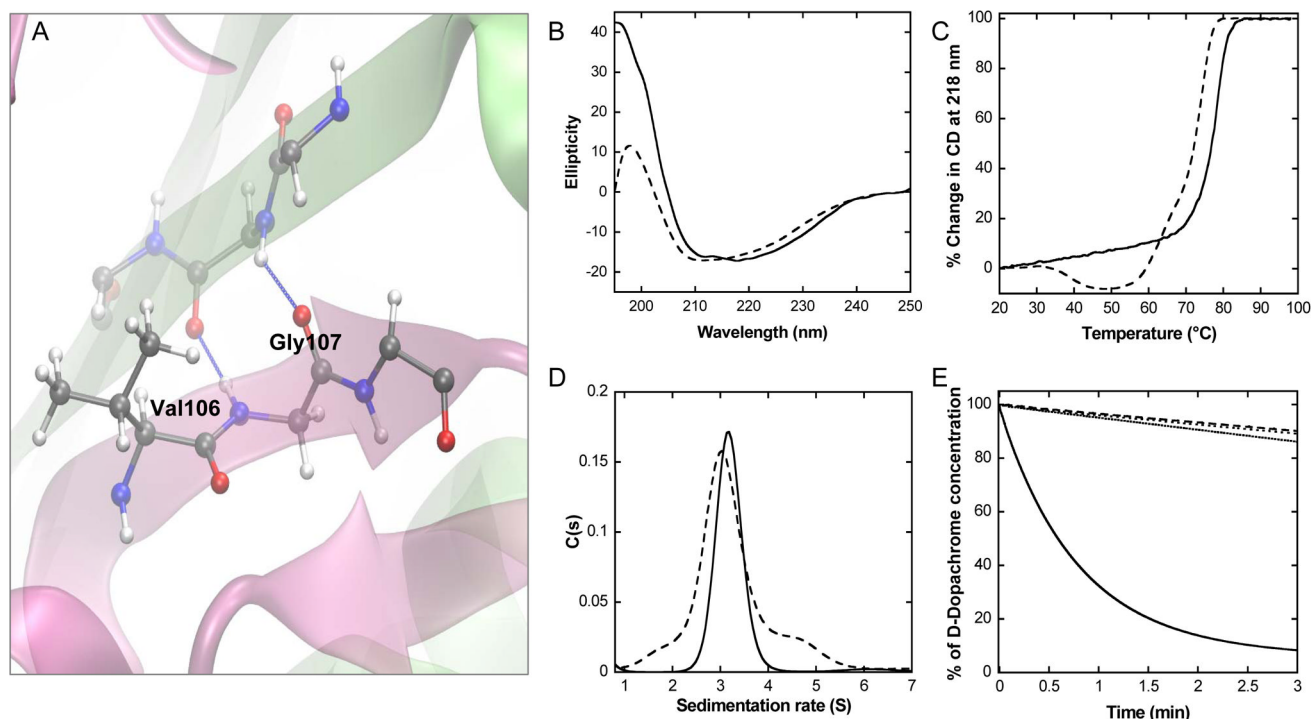 A
Gly107
Val106
B
Ellipticity
40
30
20
10
0
-10
-20
200 210 220 230 240 250
Wavelength (nm)
C
% Change in CD at 218 nm
100
80
60
40
20
0
20 30 40 50 60 70 80 90 100
Temperature (°C)
D
C(s)
0.2
0.15
0.1
0.05
0
1 2 3 4 5 6 7
Sedimentation rate (S)
E
% of D-Dopachrome concentration
100
80
60
40
20
0
0 0.5 1 1.5 2 2.5 3
Time (min)